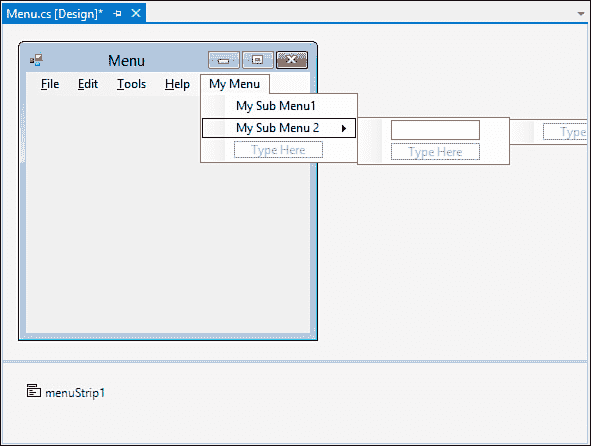 Menu.cs [Design]*
Menu
File Edit Tools Help My Menu
My Sub Menu1
My Sub Menu 2
Type Here
Type Here
Type
menuStrip1